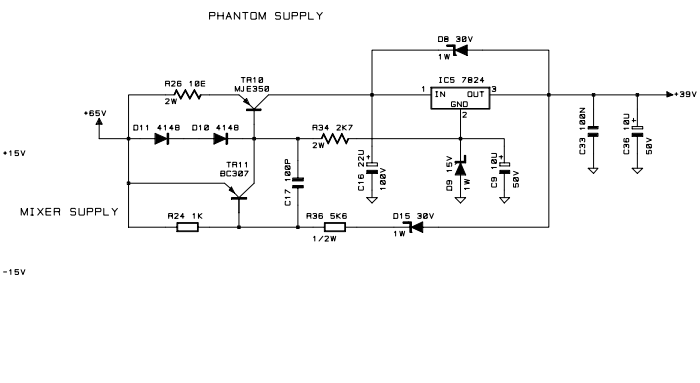 PHANTOM SUPPLY
D8 30V
1W
R26 10E
2W
TR10
MJE350
IC5 7824
1 IN OUT 3
GND
2
+39V
+65V
D11 4148
D10 4148
R34 2K7
2W
+15V
TR11
BC307
C17 100P
C16 22U
+
100V
D9 15V
1W
C9 10U
+
50V
C33 100N
C36 10U
+
50V
MIXER SUPPLY
R24 1K
R36 5K6
1/2W
D15 30V
1W
-15V